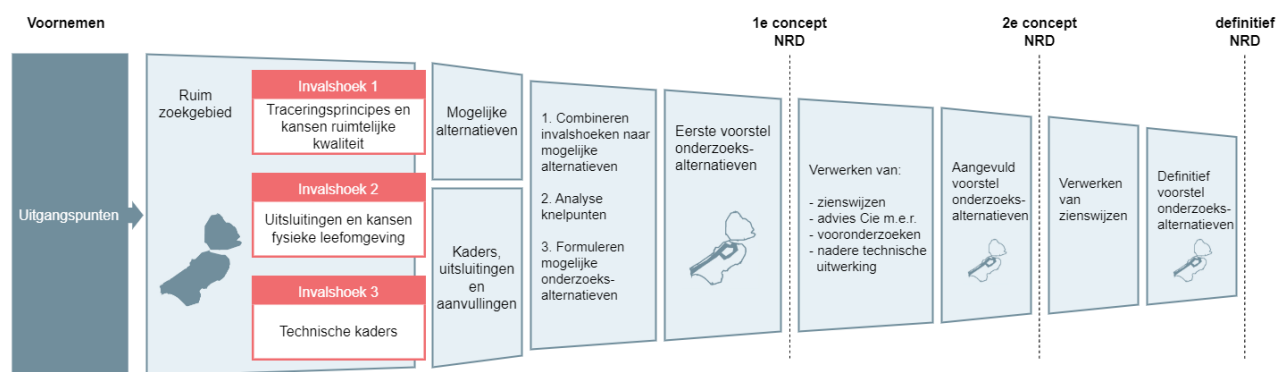 Voornemen
1e concept
NRD
2e concept
NRD
definitief
NRD
Uitgangspunten
Ruim
zoekgebied
Invalshoek 1
Traceringsprincipes en
kansen ruimtelijke
kwaliteit
Invalshoek 2
Uitsluitingen en kansen
fysieke leefomgeving
Invalshoek 3
Technische kaders
Mogelijke
alternatieven
Kaders,
uitsluitingen
en
aanvullingen
1. Combineren
invalshoeken naar
mogelijke
alternatieven
2. Analyse
knelpunten
3. Formuleren
mogelijke
onderzoeks-
alternatieven
Eerste voorstel
onderzoeks-
alternatieven
Verwerken van:
- zienswijzen
- advies Cie m.e.r.
- vooronderzoeken
- nadere technische
uitwerking
Aangevuld
voorstel
onderzoeks-
alternatieven
Verwerken
van
zienswijzen
Definitief
voorstel
onderzoeks-
alternatieven